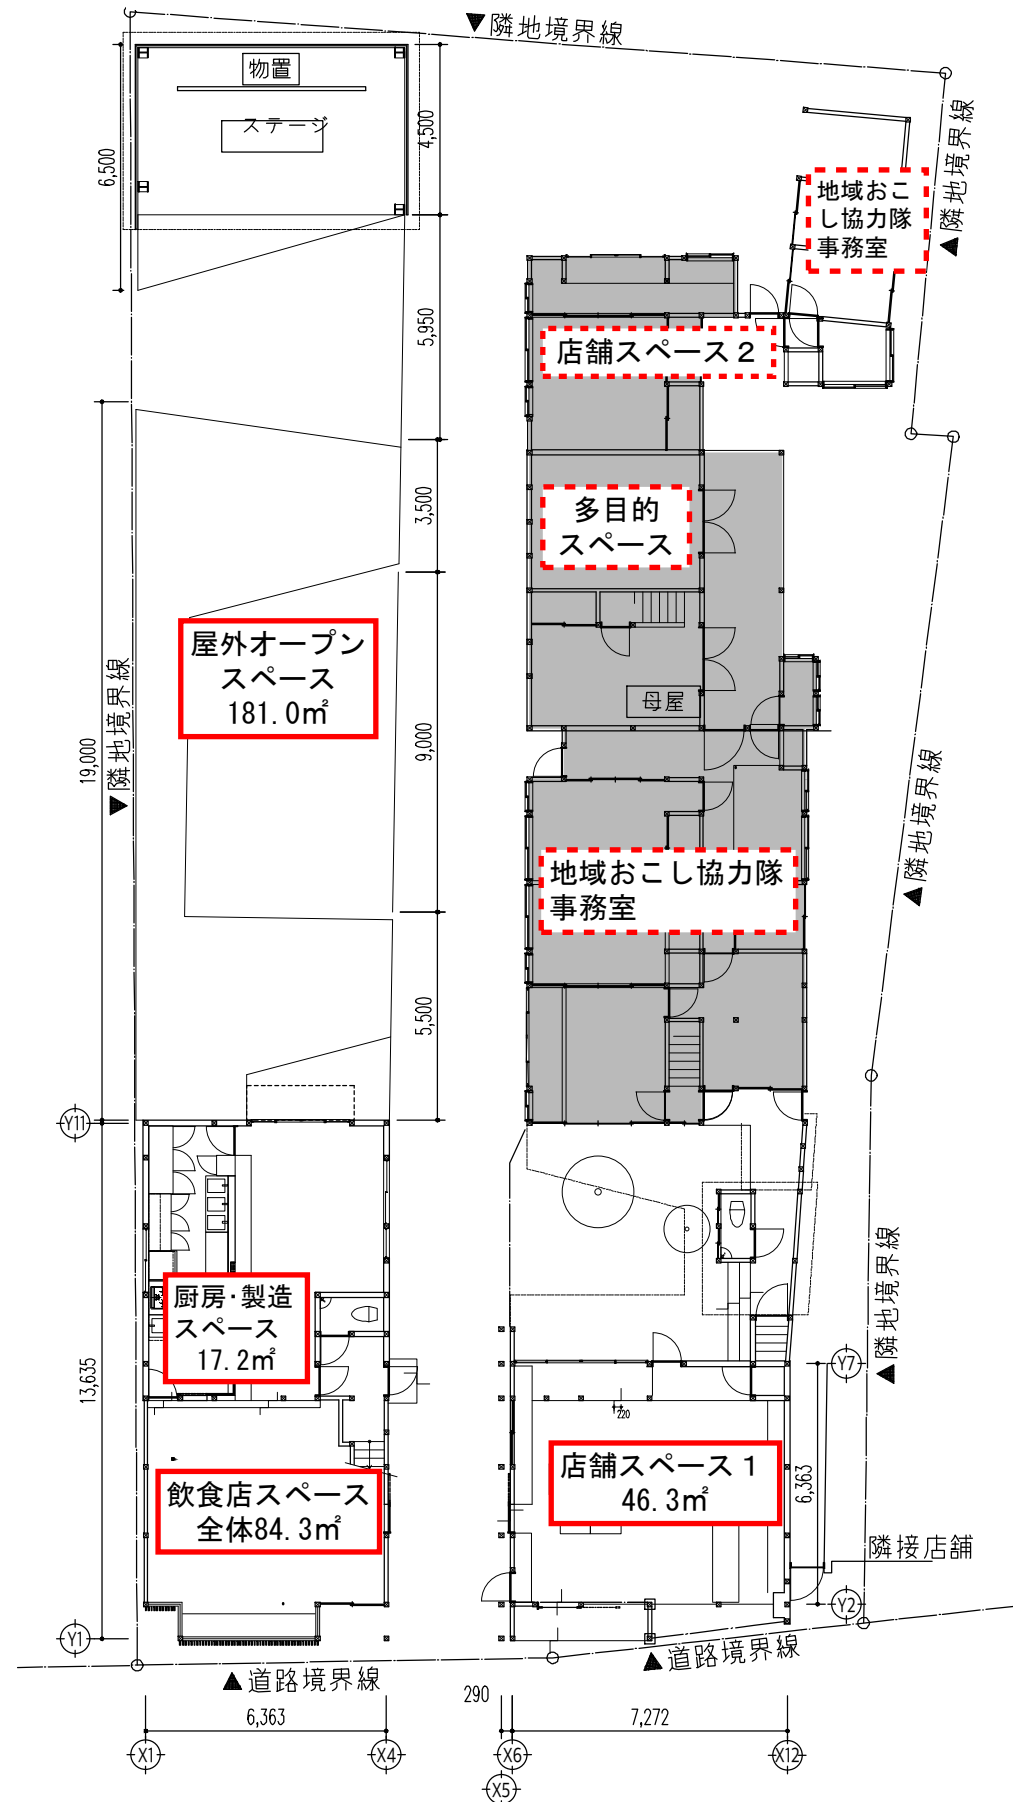 ▼隣地境界線
物置
ステージ
4,500
6,500
▲隣地境界線
地域おこ
し協力隊
事務室
5,950
店舗スペース２
3,500
多目的
スペース
屋外オープン
スペース
181.0㎡
母屋
▼隣地境界線
19,000
9,000
▲隣地境界線
地域おこし協力隊
事務室
5,500
Y11
厨房・製造
スペース
17.2㎡
▲隣地境界線
Y7
13,635
220
飲食店スペース
全体84.3㎡
店舗スペース１
46.3㎡
6,363
隣接店舗
Y2
Y1
▲道路境界線
▲道路境界線
290
6,363
7,272
X1
X4
X6
X12
X5